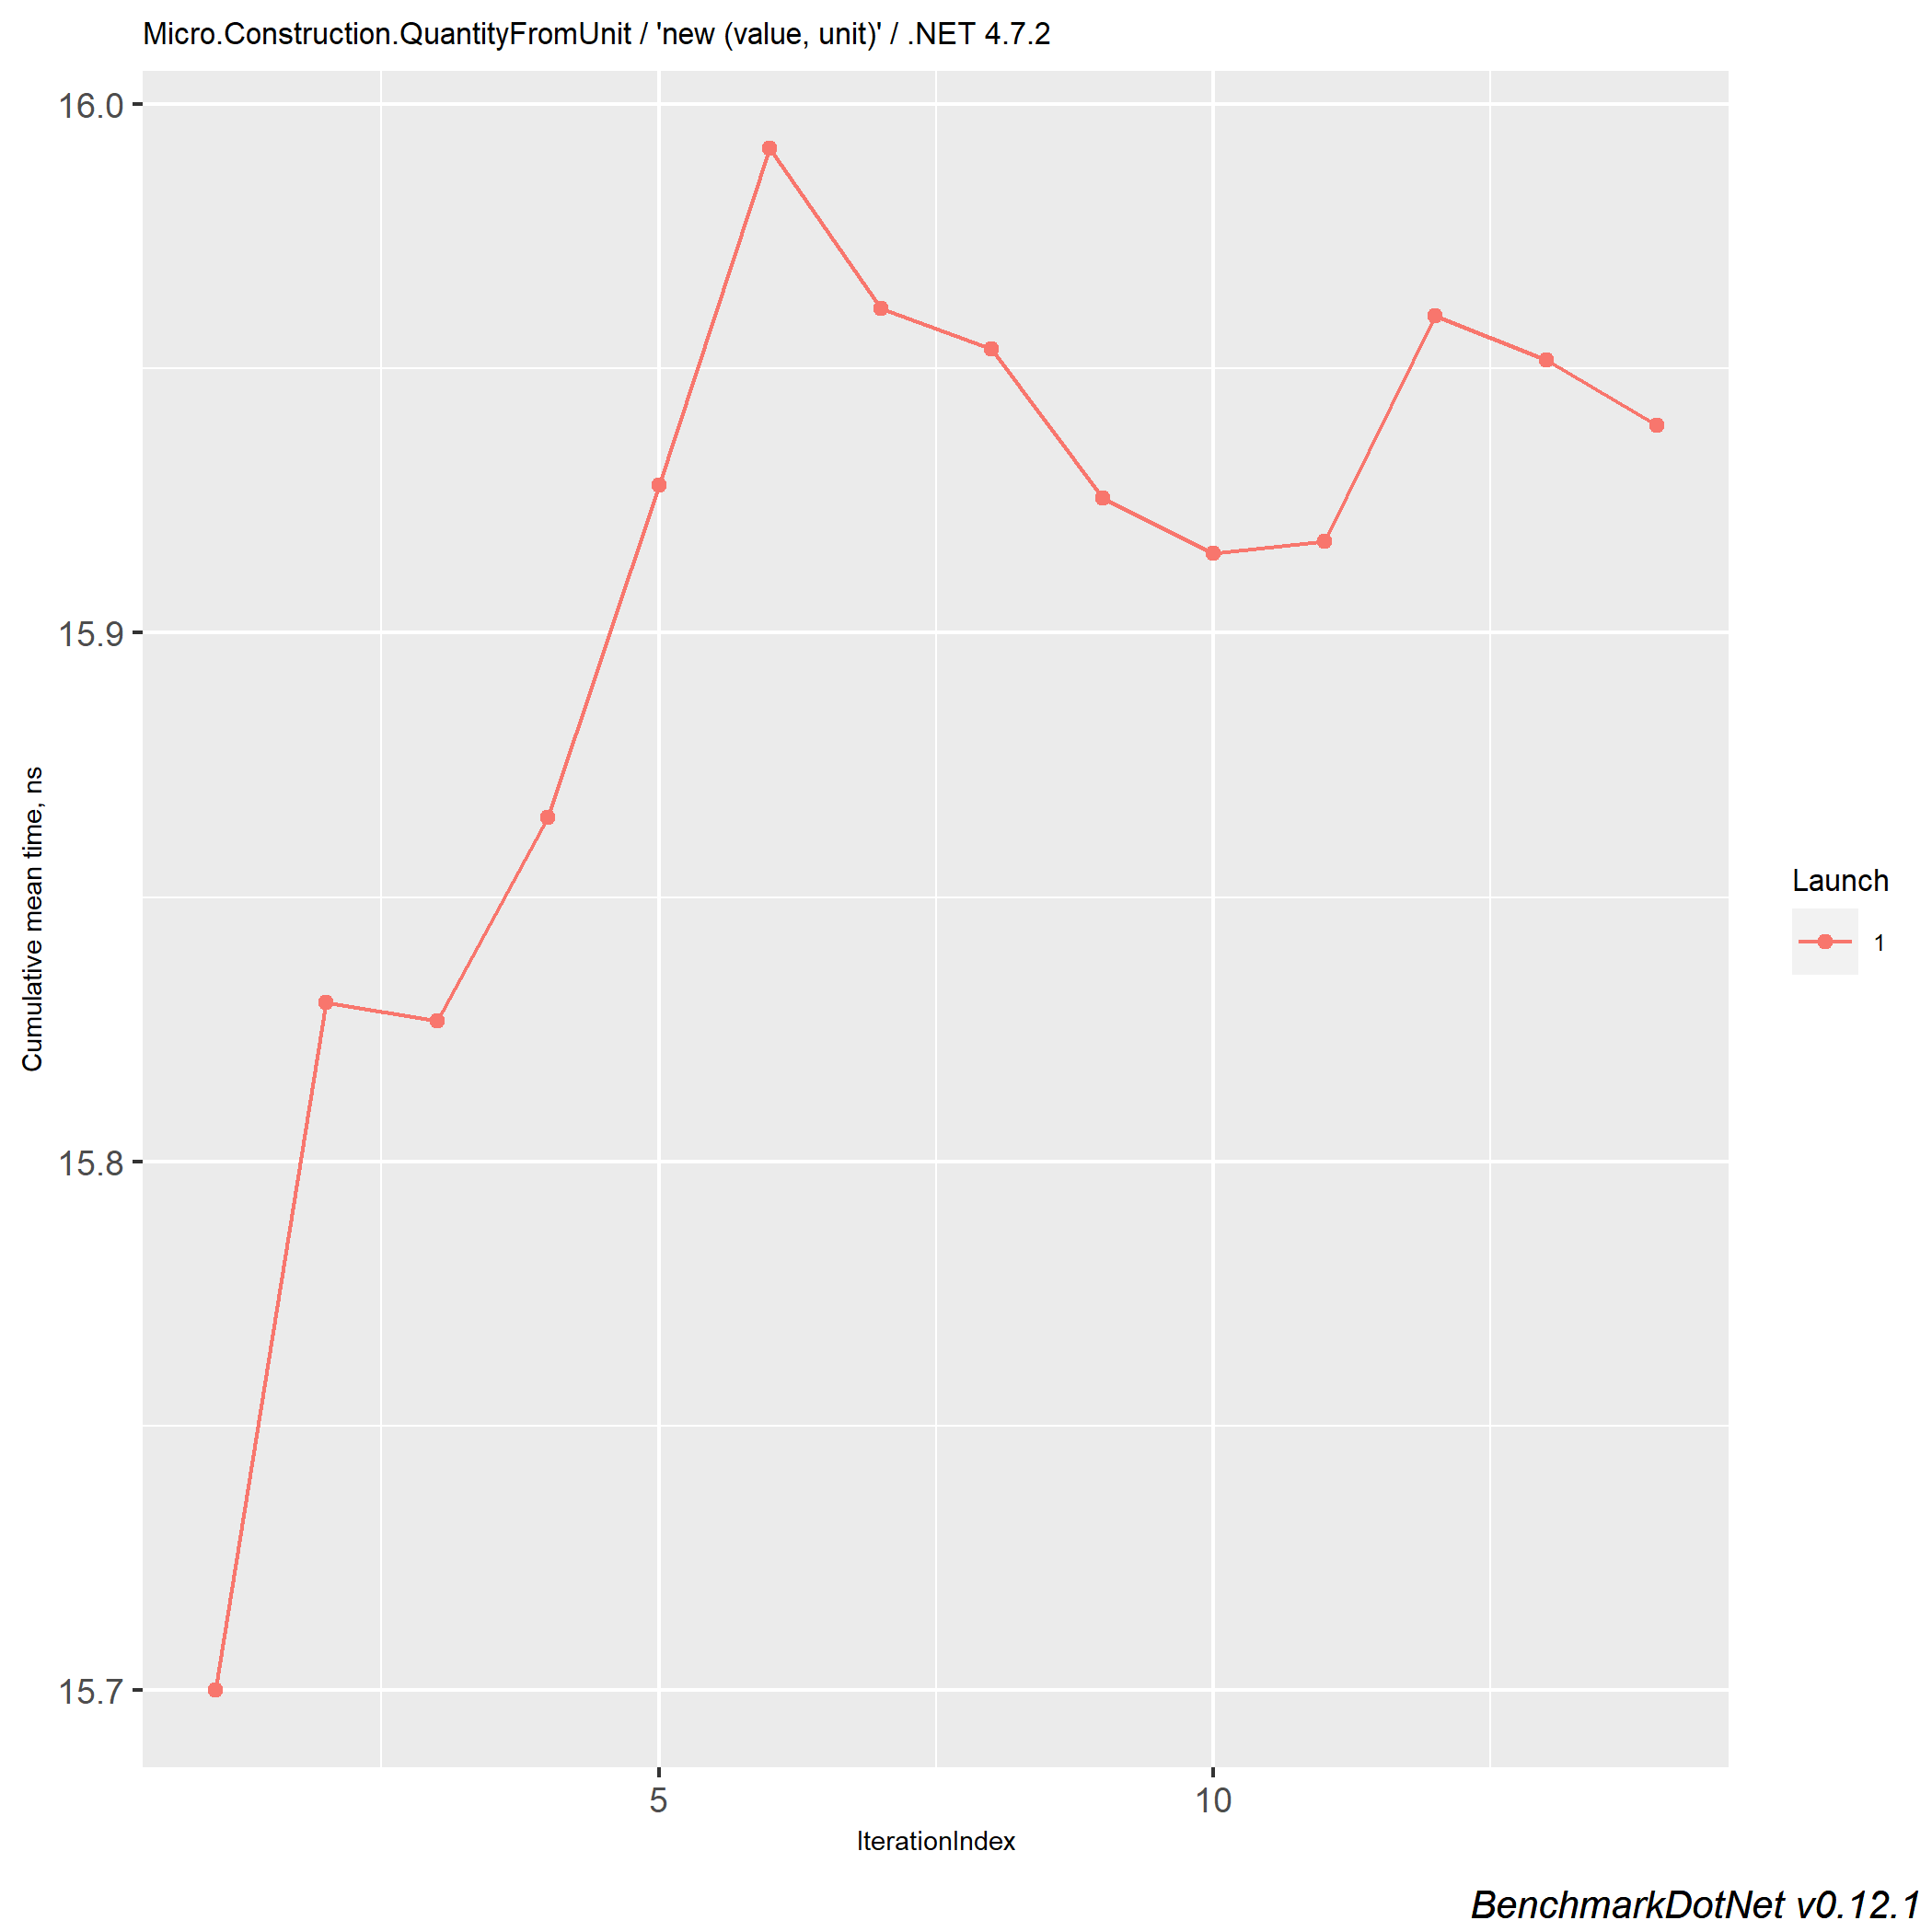 Micro.Construction.QuantityFromUnit / 'new (value, unit)' / .NET 4.7.2
16.0
15.9
15.8
15.7
Cumulative mean time, ns
5
10
IterationIndex
Launch
1
BenchmarkDotNet v0.12.1